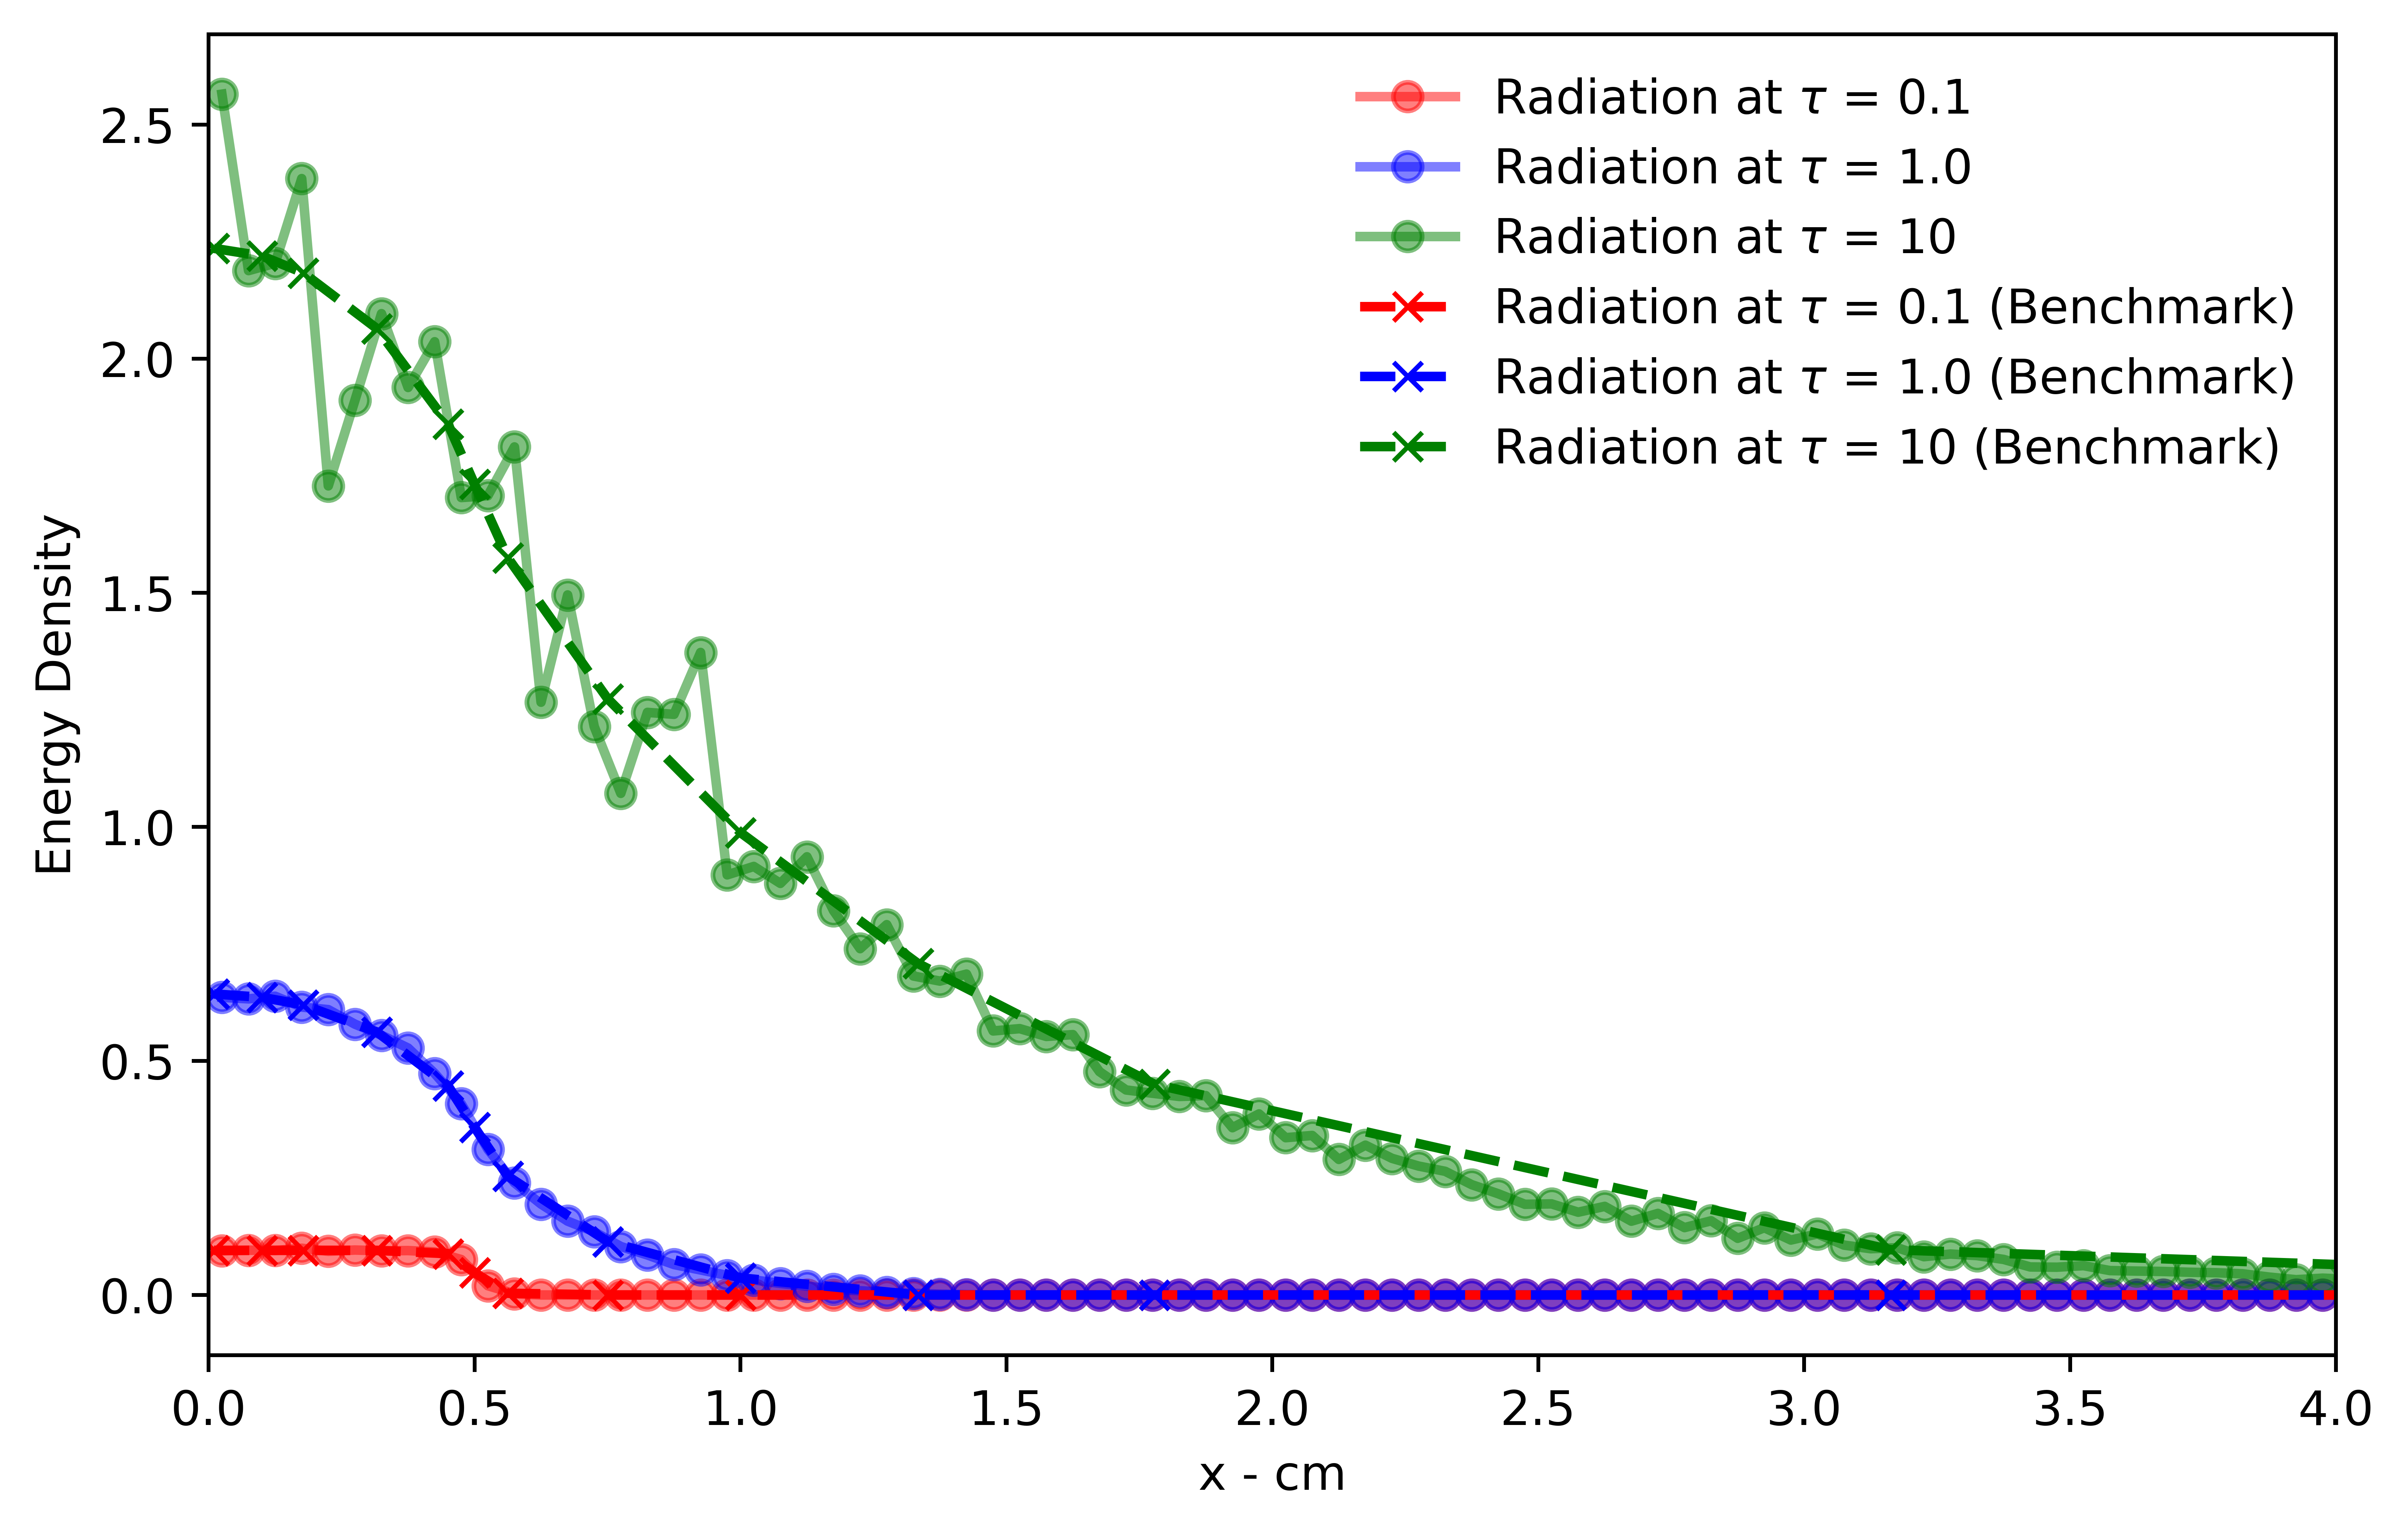 Radiation at τ = 0.1
Radiation at τ = 1.0
Radiation at τ = 10
Radiation at τ = 0.1 (Benchmark)
Radiation at τ = 1.0 (Benchmark)
Radiation at τ = 10 (Benchmark)
Energy Density
2.5
2.0
1.5
1.0
0.5
0.0
0.0 0.5 1.0 1.5 2.0 2.5 3.0 3.5 4.0
x - cm